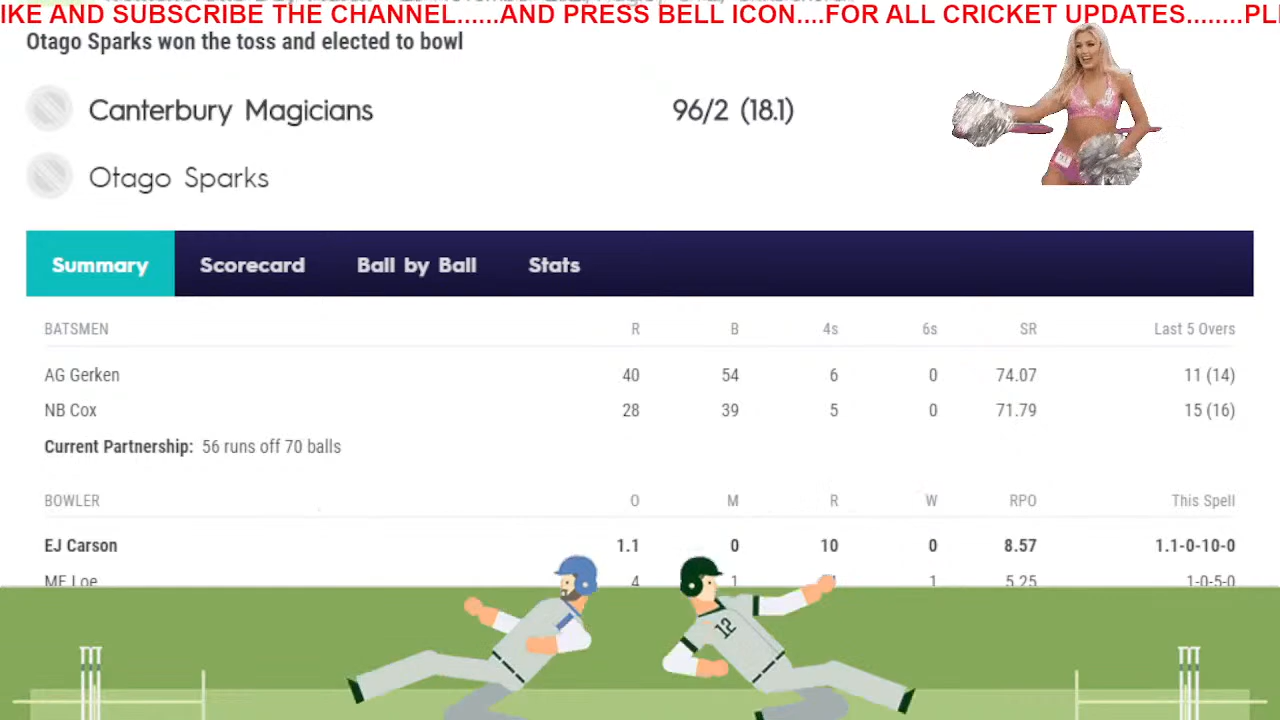 IKE AND SUBSCRIBE THE CHANNEL......AND PRESS BELL ICON....FOR ALL CRICKET UPDATES........PL
Otago Sparks won the toss and elected to bowl
Canterbury Magicians 96/2 (18.1)
Otago Sparks
Summary Scorecard Ball by Ball Stats
BATSMEN R B 4s 6s SR Last 5 Overs
AG Gerken 40 54 6 0 74.07 11 (14)
NB Cox 28 39 5 0 71.79 15 (16)
Current Partnership: 56 runs off 70 balls
BOWLER O M R W RPO This Spell
EJ Carson 1.1 0 10 0 8.57 1.1-0-10-0
MF Loe 4 1 1 5.25 1-0-5-0
12